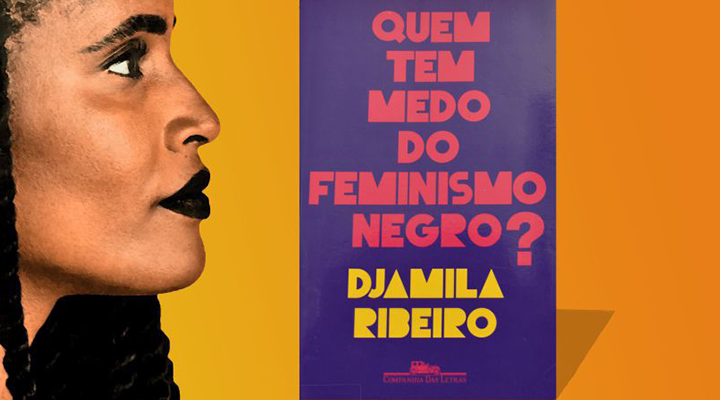 QUEM
TEM
MEDO
DO
FEMINISMO
NEGRO?
DJAMILA
RIBEIRO
COMPANHIA DAS LETRAS